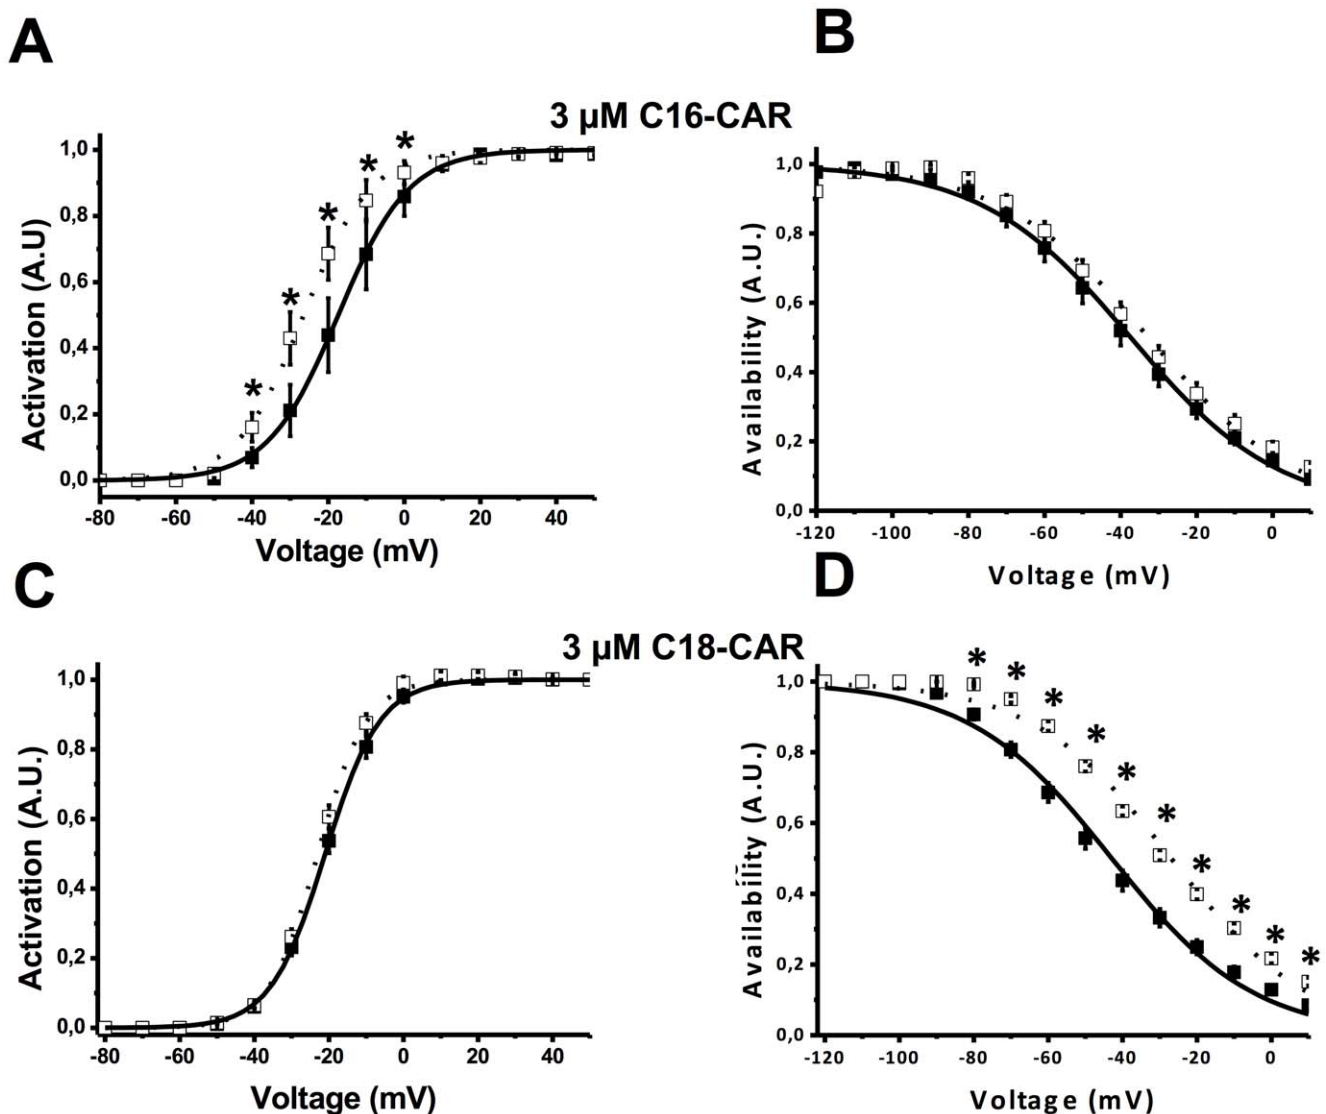 A
B
3 µM C16-CAR
* * * * *
1,0
0,8
0,6
0,4
0,2
0,0
Activation (A.U)
-80 -60 -40 -20 0 20 40
Voltage (mV)
1,0
0,8
0,6
0,4
0,2
0,0
Availability (A.U.)
-120 -100 -80 -60 -40 -20 0
Voltage (mV)
C
D
3 µM C18-CAR
1,0
0,8
0,6
0,4
0,2
0,0
Activation (A.U.)
-80 -60 -40 -20 0 20 40
Voltage (mV)
* * * * * * * * * *
1,0
0,8
0,6
0,4
0,2
0,0
Availability (A.U.)
-120 -100 -80 -60 -40 -20 0
Voltage (mV)